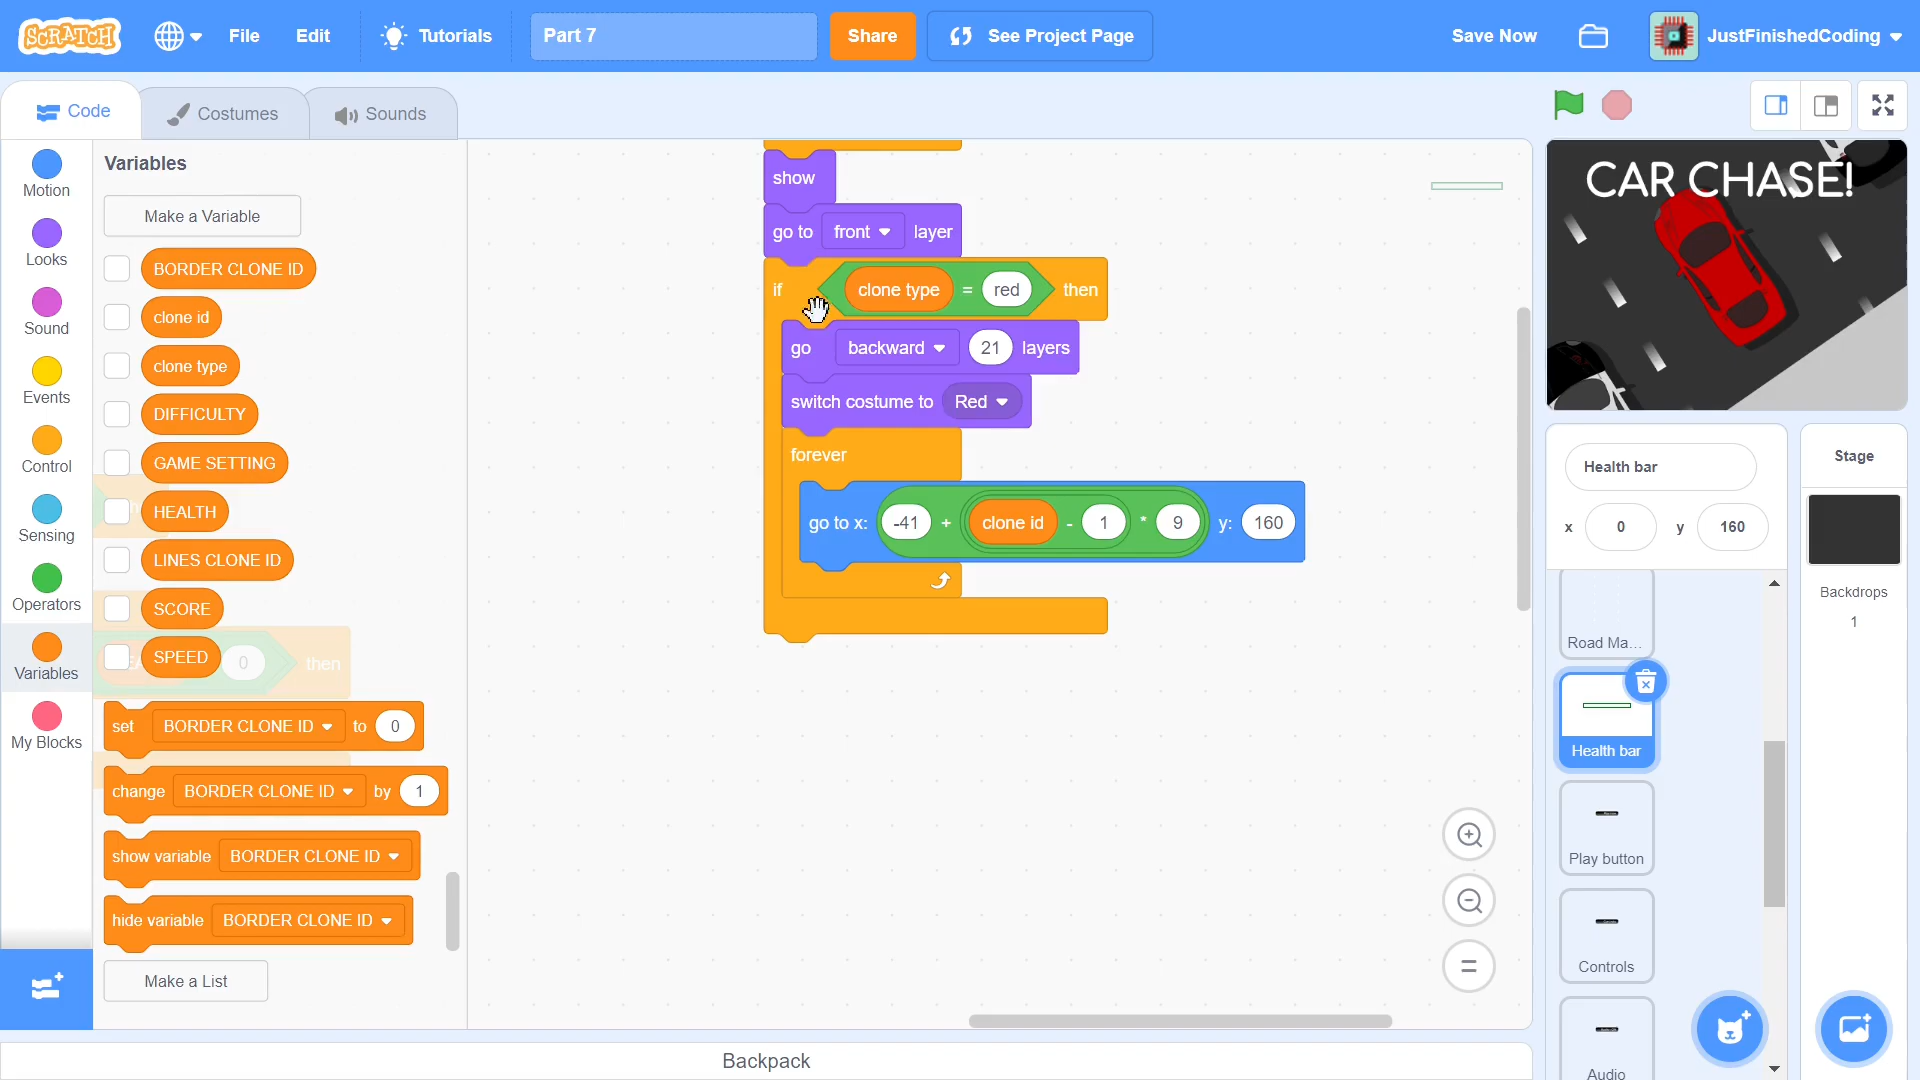 SCRATCH
File
Edit
Tutorials
Part 7
Share
See Project Page
Save Now
JustFinishedCoding
Code
Costumes
Sounds
Motion
Looks
Sound
Events
Control
Sensing
Operators
Variables
My Blocks
Variables
Make a Variable
BORDER CLONE ID
clone id
clone type
DIFFICULTY
GAME SETTING
HEALTH
LINES CLONE ID
SCORE
SPEED
0 then
set BORDER CLONE ID to 0
change BORDER CLONE ID by 1
show variable BORDER CLONE ID
hide variable BORDER CLONE ID
Make a List
show
go to front layer
if clone type = red then
go backward 21 layers
switch costume to Red
forever
go to x: -41 + clone id - 1 * 9 y: 160
Backpack
CAR CHASE!
Health bar
x 0 y 160
Stage
Backdrops
1
Road Ma...
Health bar
Play button
Controls
Audio